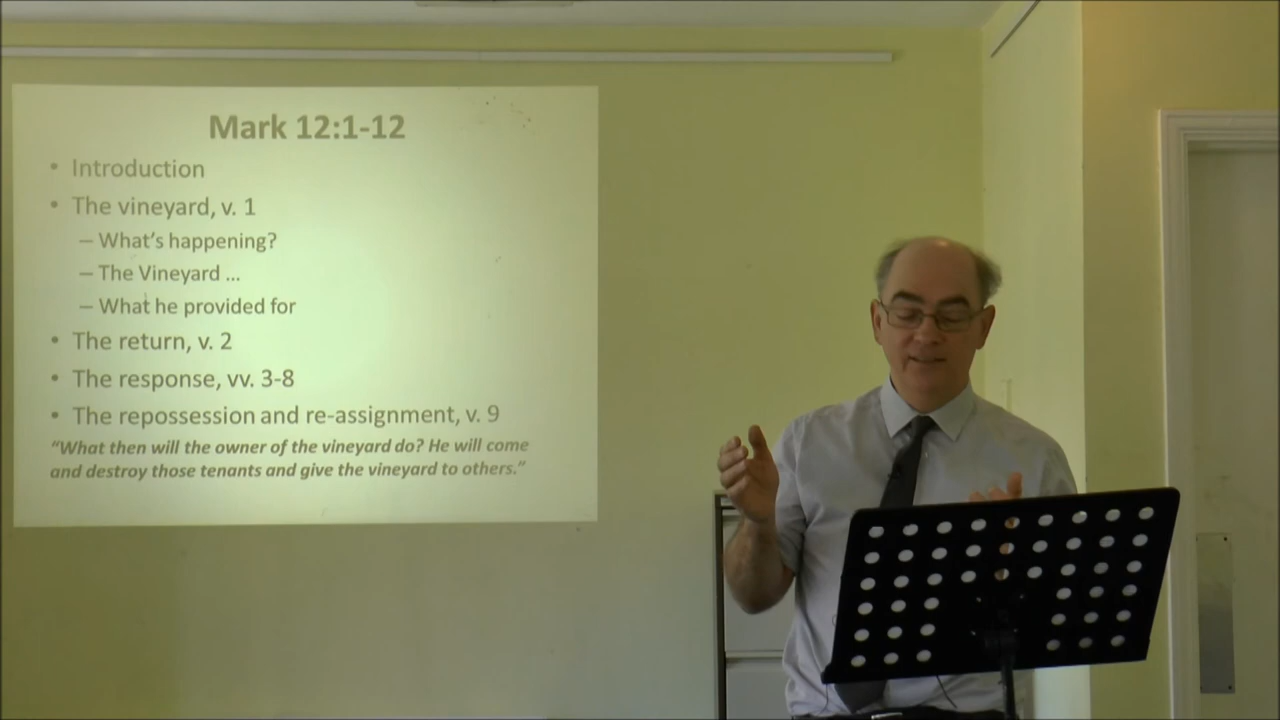 Mark 12:1-12
• Introduction
• The vineyard, v. 1
– What's happening?
– The Vineyard ...
– What he provided for
• The return, v. 2
• The response, vv. 3-8
• The repossession and re-assignment, v. 9
“What then will the owner of the vineyard do? He will come
and destroy those tenants and give the vineyard to others.”